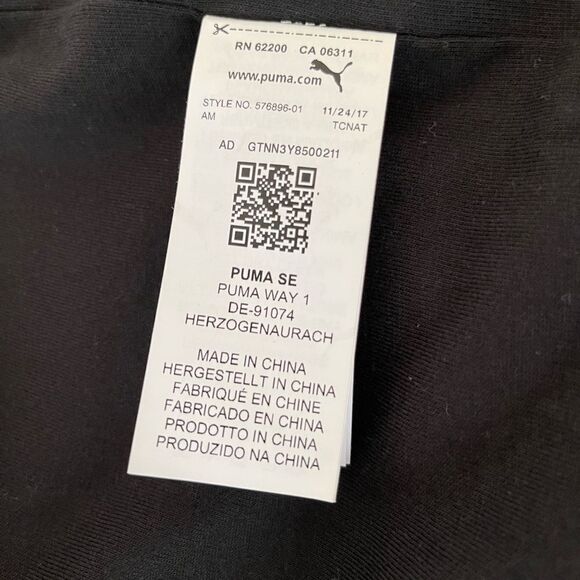 RN 62200 CA 06311
www.puma.com
STYLE NO. 576896-01 11/24/17
AM TCNAT
AD GTNN3Y8500211
PUMA SE
PUMA WAY 1
DE-91074
HERZOGENAURACH
MADE IN CHINA
HERGESTELLT IN CHINA
FABRIQUÉ EN CHINE
FABRICADO EN CHINA
PRODOTTO IN CHINA
PRODUZIDO NA CHINA